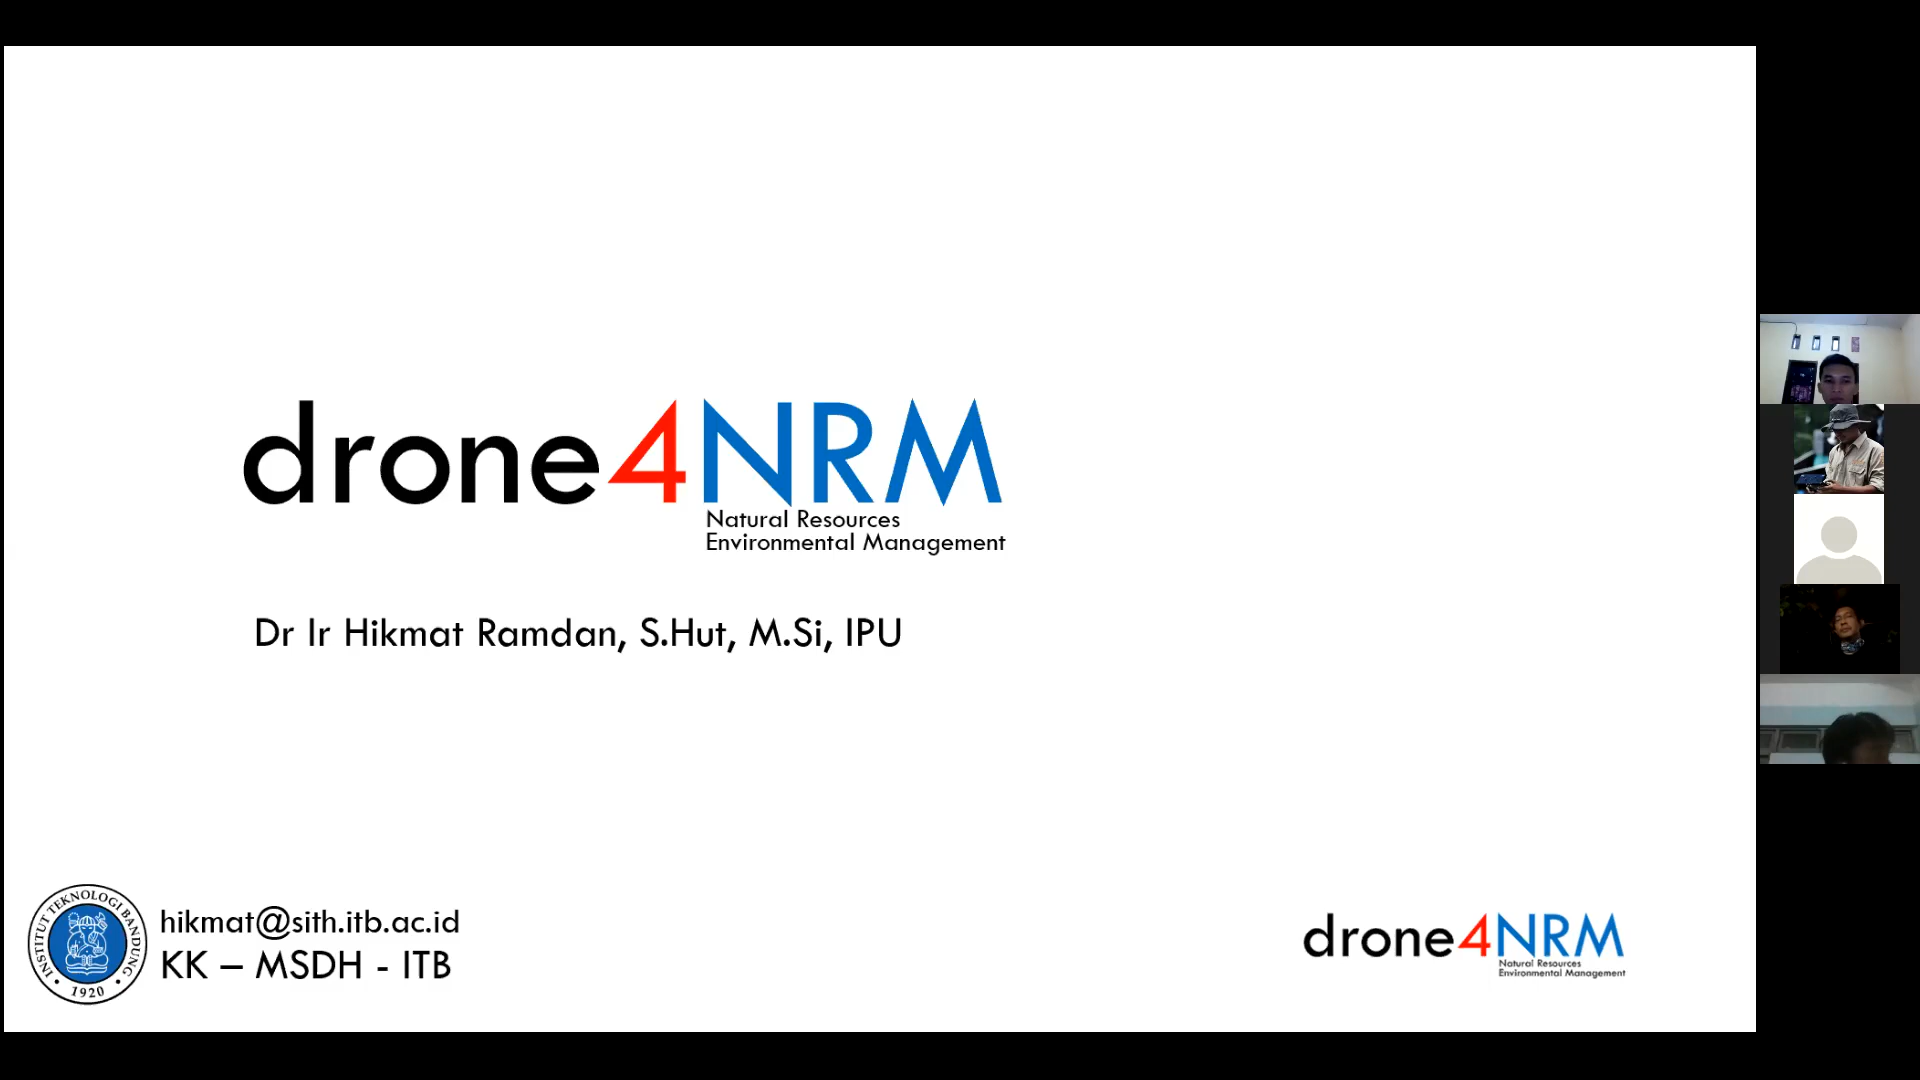 drone4NRM
Natural Resources
Environmental Management
Dr Ir Hikmat Ramdan, S.Hut, M.Si, IPU
INSTITUT TEKNOLOGI BANDUNG
1920
hikmat@sith.itb.ac.id
KK – MSDH - ITB
drone4NRM
Natural Resources
Environmental Management